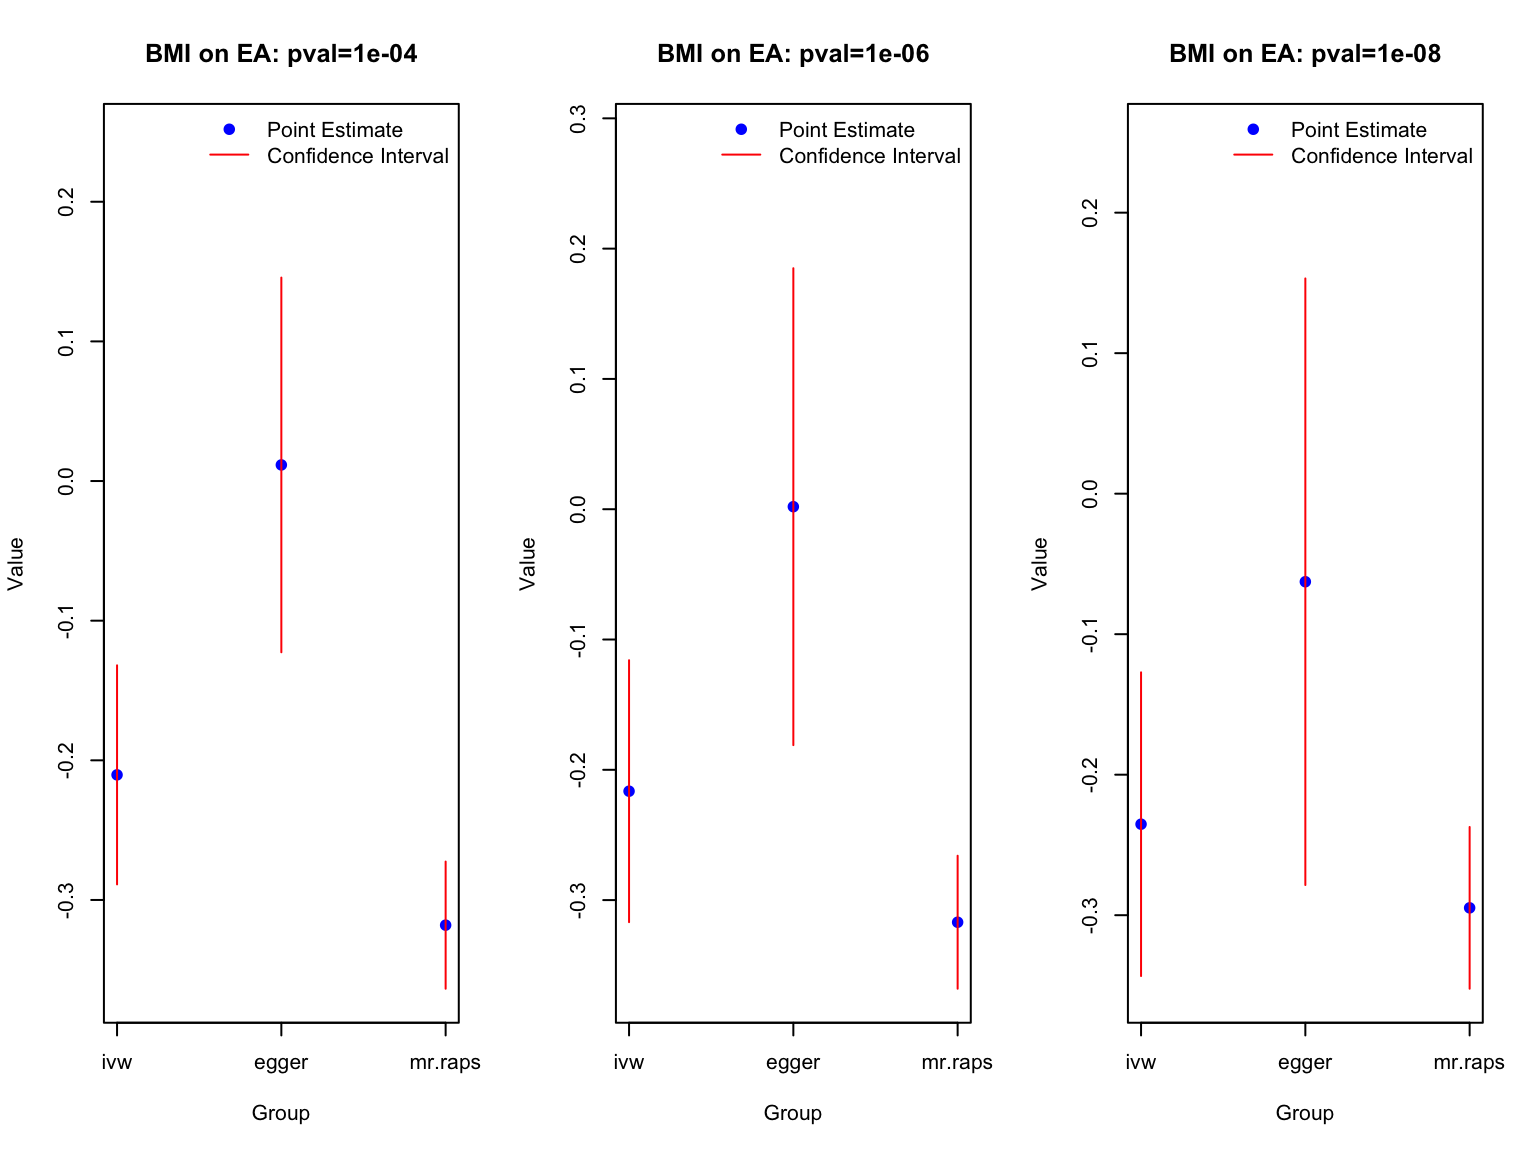 BMI on EA: pval=1e-04
Point Estimate
Confidence Interval
0.2
0.1
0.0
-0.1
-0.2
-0.3
Value
ivw egger mr.raps
Group
BMI on EA: pval=1e-06
Point Estimate
Confidence Interval
0.3
0.2
0.1
0.0
-0.1
-0.2
-0.3
Value
ivw egger mr.raps
Group
BMI on EA: pval=1e-08
Point Estimate
Confidence Interval
0.2
0.1
0.0
-0.1
-0.2
-0.3
Value
ivw egger mr.raps
Group